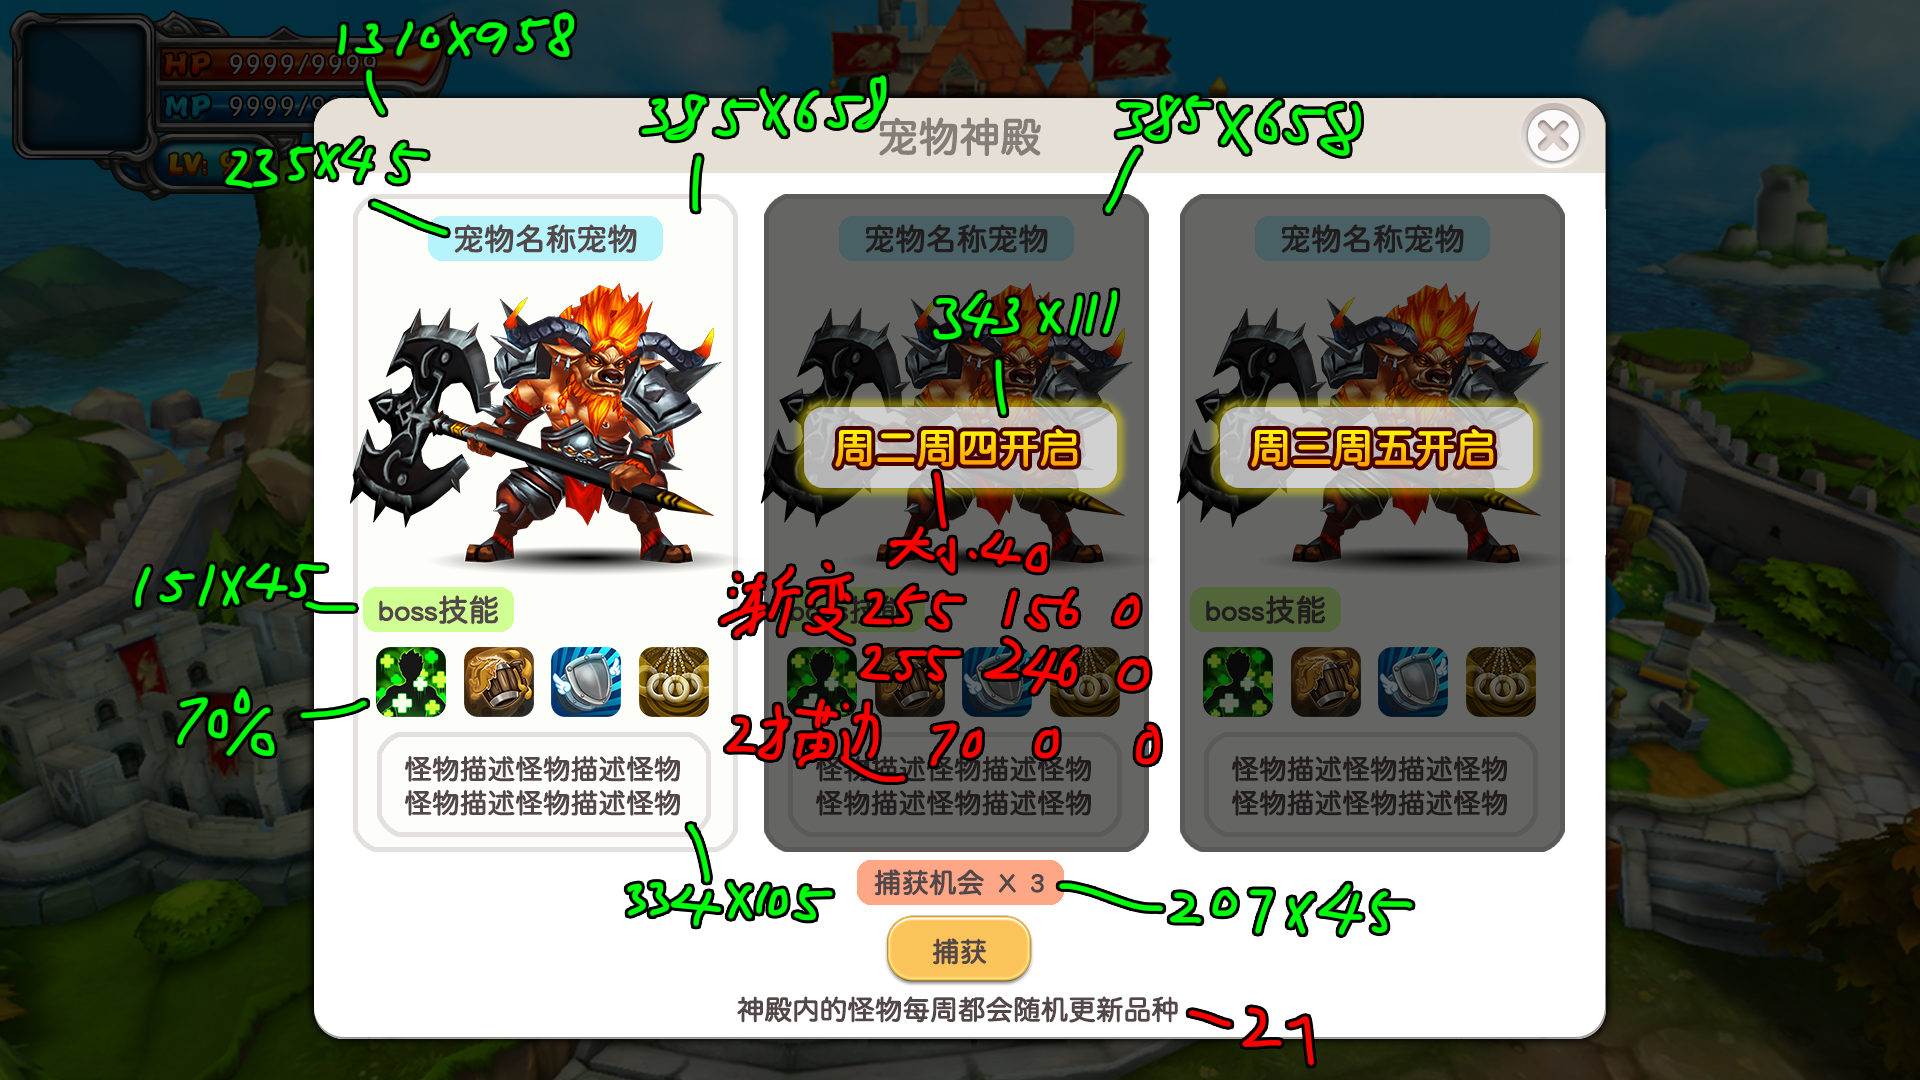 1310X958
HP 9999/9999
MP 9999/9
LV:
235X45
385X658
宠物神殿
385X658
宠物名称宠物
宠物名称宠物
宠物名称宠物
343X111
周二周四开启
周三周五开启
大小.40
渐变 255 156 0
255 246 0
2描边 70 0 0
151X45
boss技能
boss技能
70%
怪物描述怪物描述怪物
怪物描述怪物描述怪物
怪物描述怪物描述怪物
怪物描述怪物描述怪物
怪物描述怪物描述怪物
怪物描述怪物描述怪物
334X105
捕获机会 X 3
207X45
捕获
神殿内的怪物每周都会随机更新品种
27